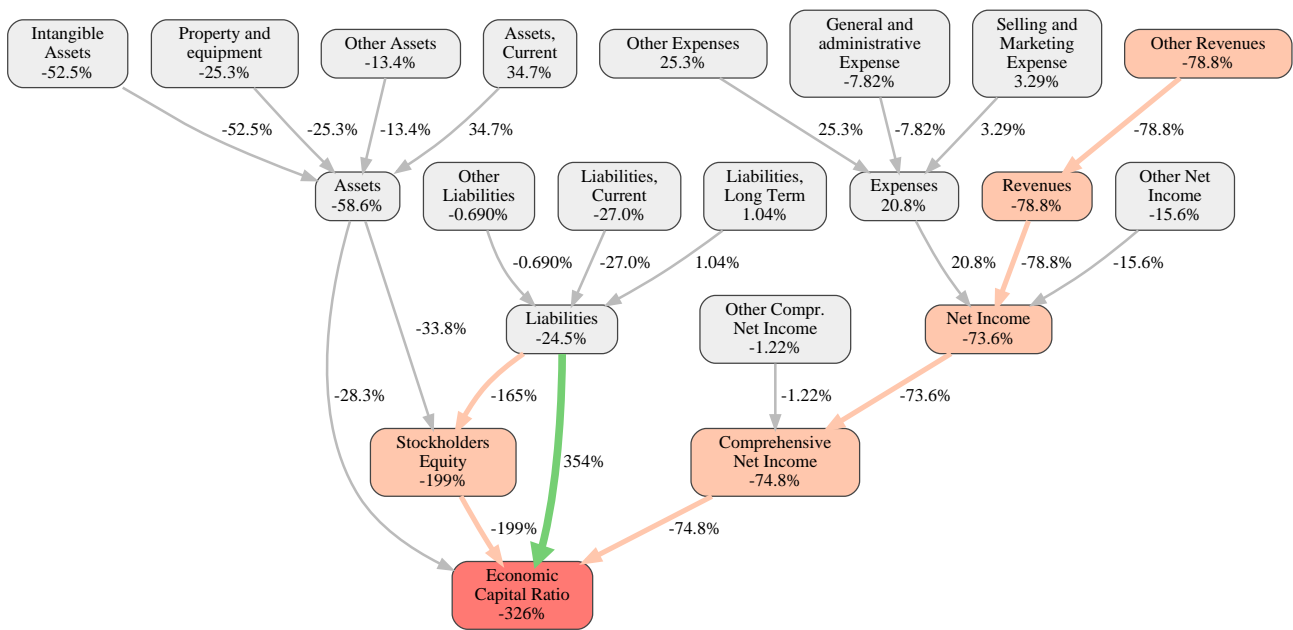 Intangible
Assets
-52.5%
Property and
equipment
-25.3%
Other Assets
-13.4%
Assets,
Current
34.7%
Other Expenses
25.3%
General and
administrative
Expense
-7.82%
Selling and
Marketing
Expense
3.29%
Other Revenues
-78.8%
-52.5%
-25.3%
-13.4%
34.7%
25.3%
-7.82%
3.29%
-78.8%
Assets
-58.6%
Other
Liabilities
-0.690%
Liabilities,
Current
-27.0%
Liabilities,
Long Term
1.04%
Expenses
20.8%
Revenues
-78.8%
Other Net
Income
-15.6%
-0.690%
-27.0%
1.04%
20.8%
-78.8%
-15.6%
Liabilities
-24.5%
Other Compr.
Net Income
-1.22%
Net Income
-73.6%
-33.8%
-28.3%
-165%
-1.22%
-73.6%
Stockholders
Equity
-199%
354%
Comprehensive
Net Income
-74.8%
-199%
-74.8%
Economic
Capital Ratio
-326%